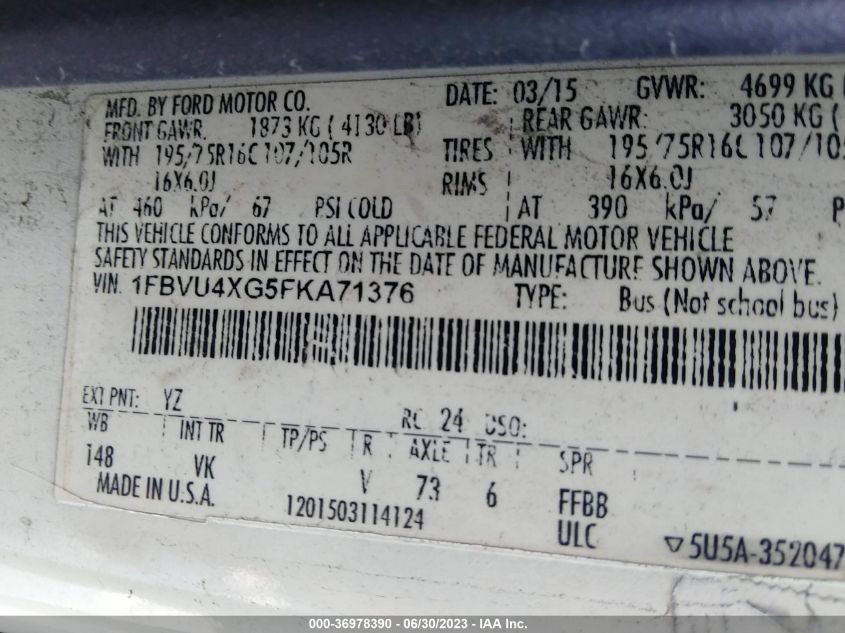 MFD. BY FORD MOTOR CO. DATE: 03/15 GVWR: 4699 KG
FRONT GAWR. 1873 KG ( 4130 LB) REAR GAWR: 3050 KG (
WITH 195/75R16C 107/105R TIRES WITH 195/75R16C 107/105
16X6.0J RIMS 16X6.0J
AT 460 kPa/ 67 PSI COLD AT 390 kPa/ 57 P
THIS VEHICLE CONFORMS TO ALL APPLICABLE FEDERAL MOTOR VEHICLE
SAFETY STANDARDS IN EFFECT ON THE DATE OF MANUFACTURE SHOWN ABOVE.
VIN. 1FBVU4XG5FKA71376 TYPE: Bus (Not school bus)
EXT PNT: YZ RC 24 DSO:
WB INT TR TP/PS R AXLE TR SPR
148 VK V 73 6 FFBB
MADE IN U.S.A. 1201503114124 ULC
▽5U5A-352047
000-36978390 - 06/30/2023 - IAA Inc.